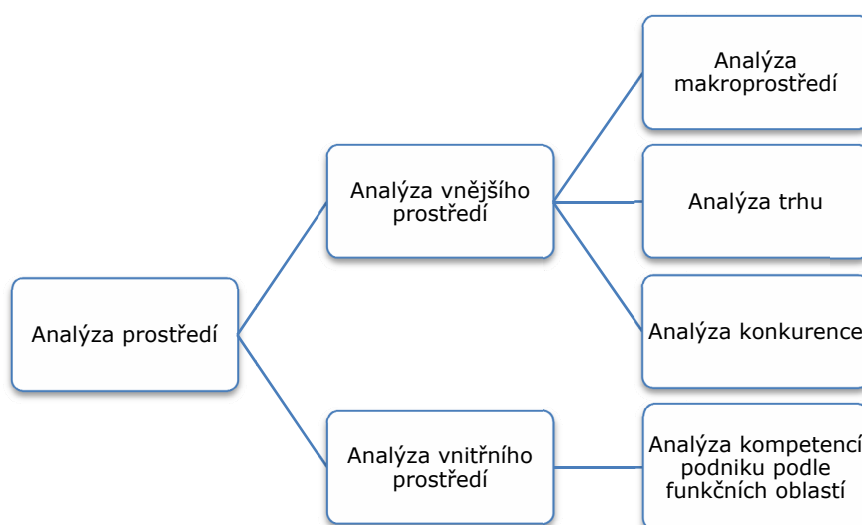 Analýza
makroprostředí
Analýza vnějšího
prostředí
Analýza trhu
Analýza prostředí
Analýza konkurence
Analýza vnitřního
prostředí
Analýza kompetencí
podniku podle
funkčních oblastí